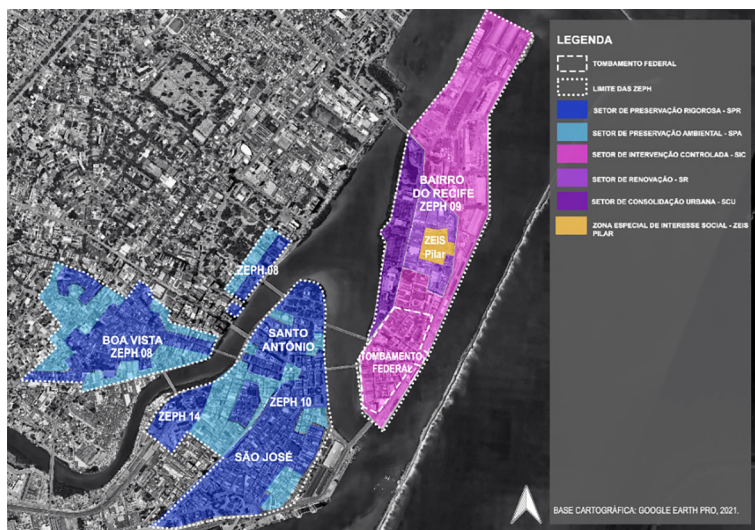 LEGENDA
TOMBAMENTO FEDERAL
LIMITE DAS ZEPH
SETOR DE PRESERVAÇÃO RIGOROSA - SPR
SETOR DE PRESERVAÇÃO AMBIENTAL - SPA
SETOR DE INTERVENÇÃO CONTROLADA - SIC
SETOR DE RENOVAÇÃO - SR
SETOR DE CONSOLIDAÇÃO URBANA - SCU
ZONA ESPECIAL DE INTERESSE SOCIAL - ZEIS
PILAR
BAIRRO
DO RECIFE
ZEPH 09
ZEIS
Pilar
ZEPH 08
SANTO
ANTÔNIO
BOA VISTA
ZEPH 08
TOMBAMENTO
FEDERAL
ZEPH 14
ZEPH 10
SÃO JOSÉ
BASE CARTOGRÁFICA: GOOGLE EARTH PRO, 2021.